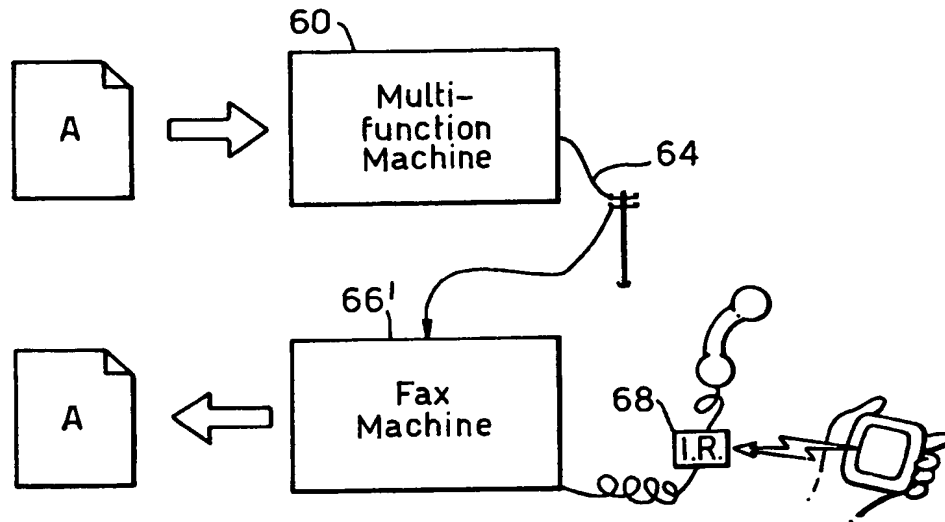 60
A
Multi-
function
Machine
64
66'
A
Fax
Machine
68
I.R.